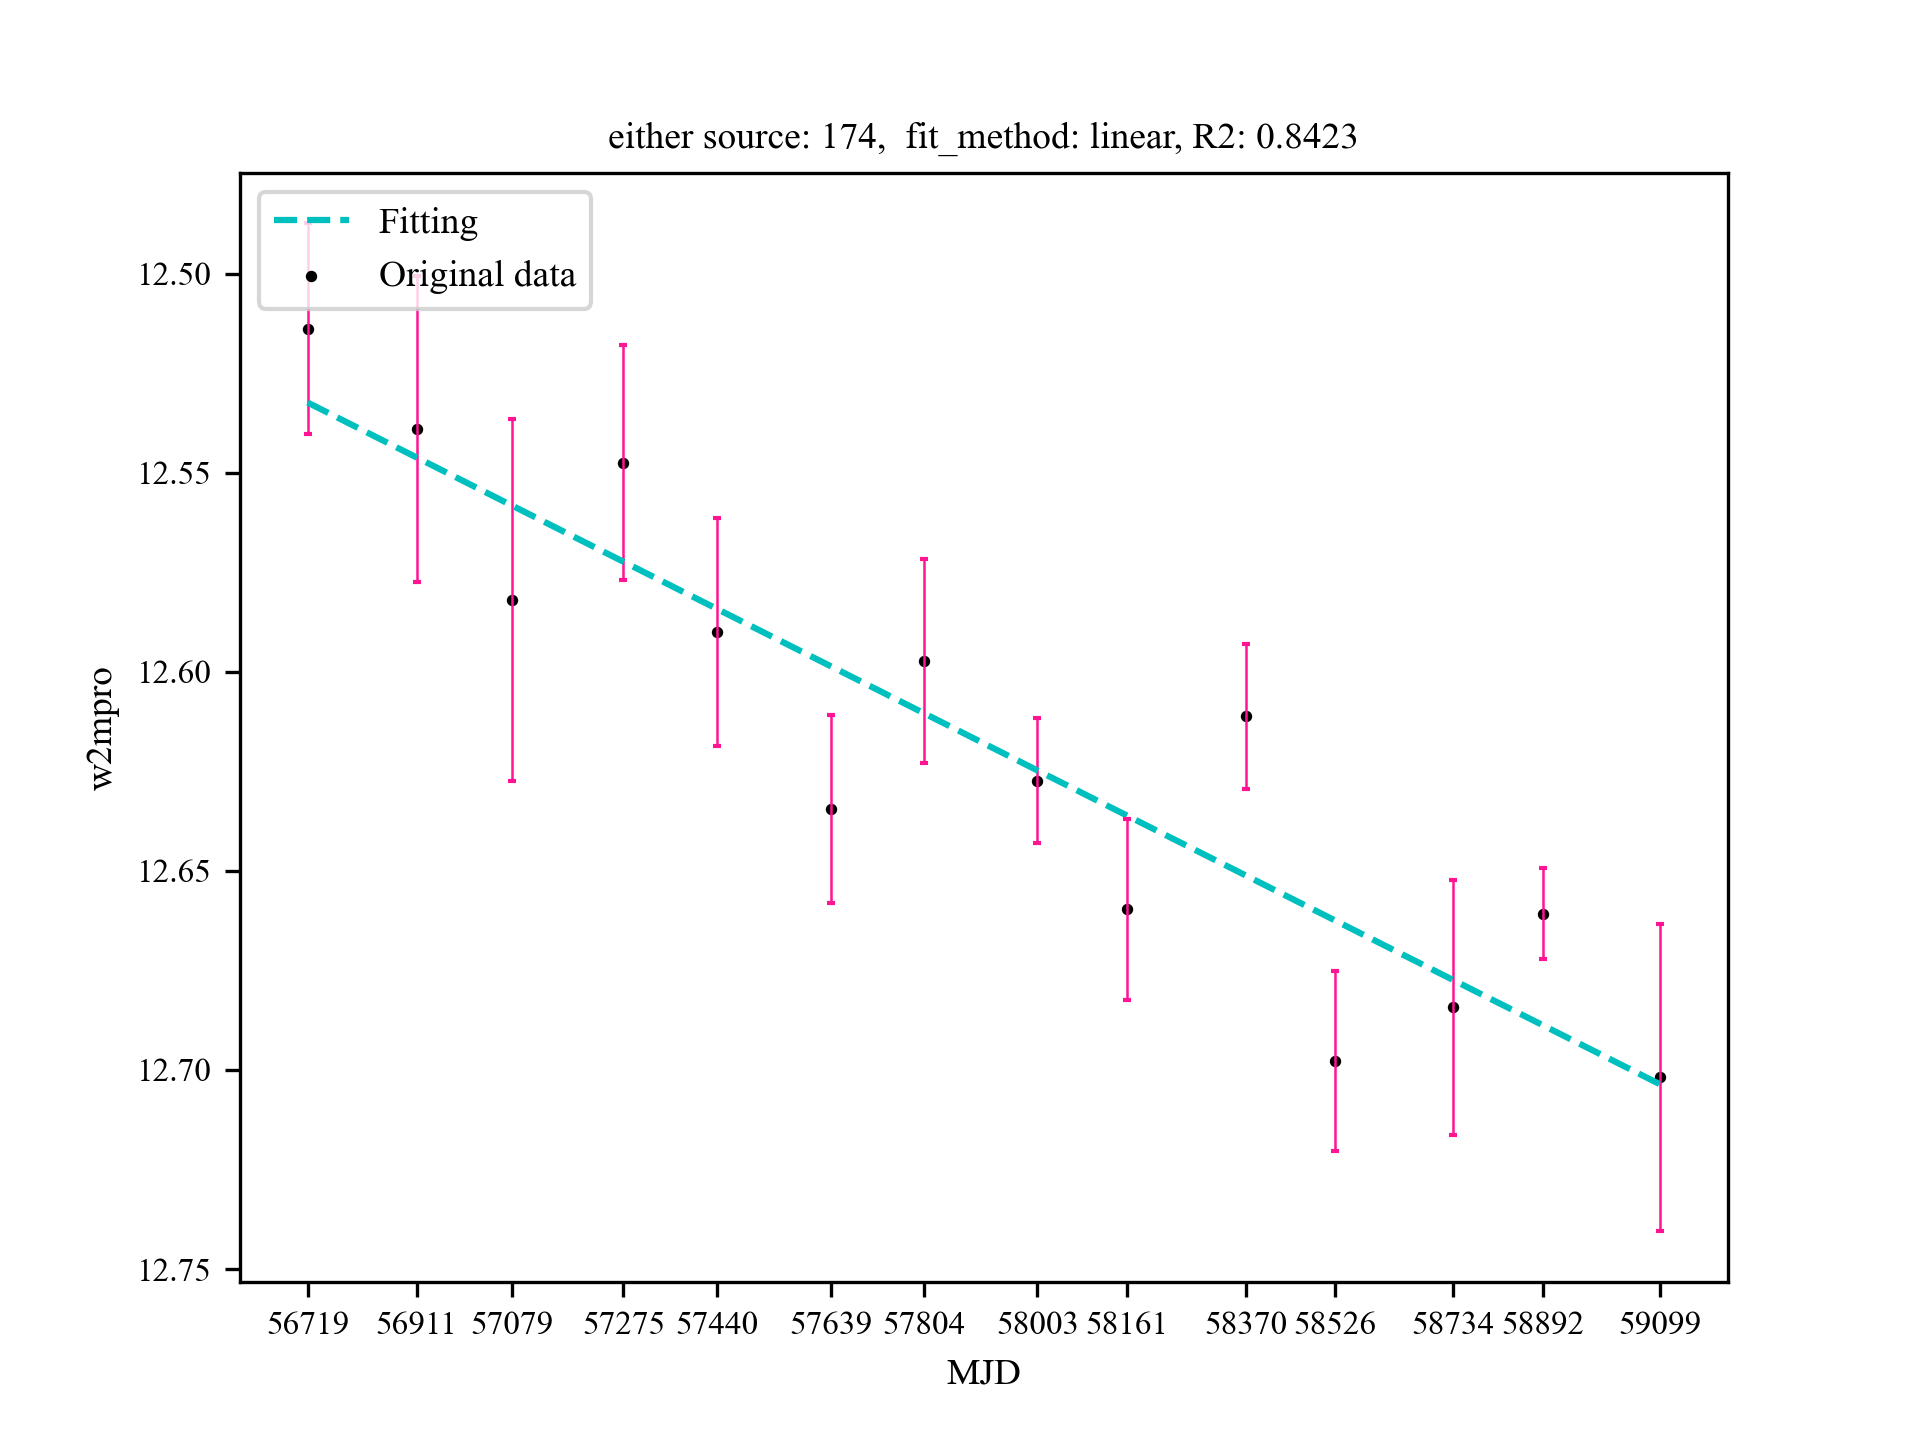 either source: 174,  fit_method: linear, R2: 0.8423
Fitting
Original data
12.50
12.55
12.60
12.65
12.70
12.75
w2mpro
56719 56911 57079 57275 57440 57639 57804 58003 58161 58370 58526 58734 58892 59099
MJD